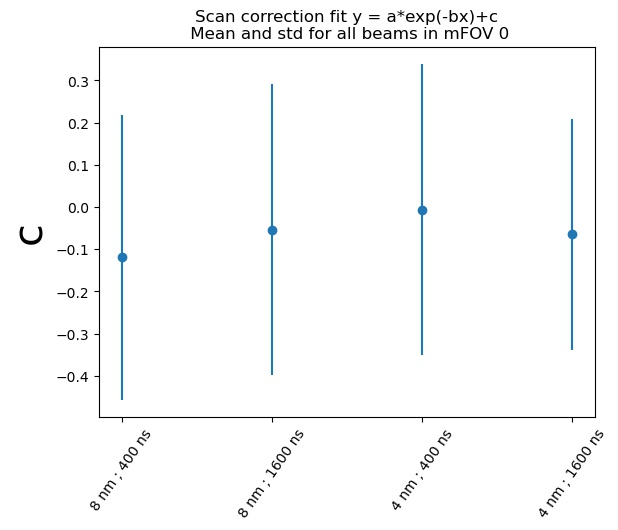 Scan correction fit y = a*exp(-bx)+c
Mean and std for all beams in mFOV 0
0.3
0.2
0.1
0.0
−0.1
−0.2
−0.3
−0.4
C
8 nm ; 400 ns
8 nm ; 1600 ns
4 nm ; 400 ns
4 nm ; 1600 ns